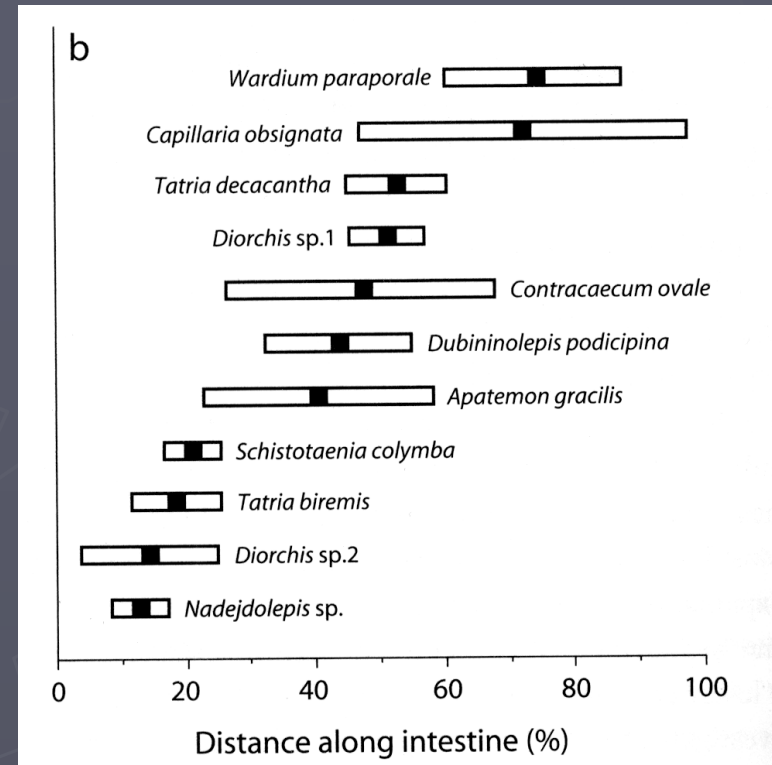 b
Wardium paraporale
Capillaria obsignata
Tatria decacantha
Diorchis sp.1
Contracaecum ovale
Dubininolepis podicipina
Apatemon gracilis
Schistotaenia colymba
Tatria biremis
Diorchis sp.2
Nadejdolepis sp.
0 20 40 60 80 100
Distance along intestine (%)